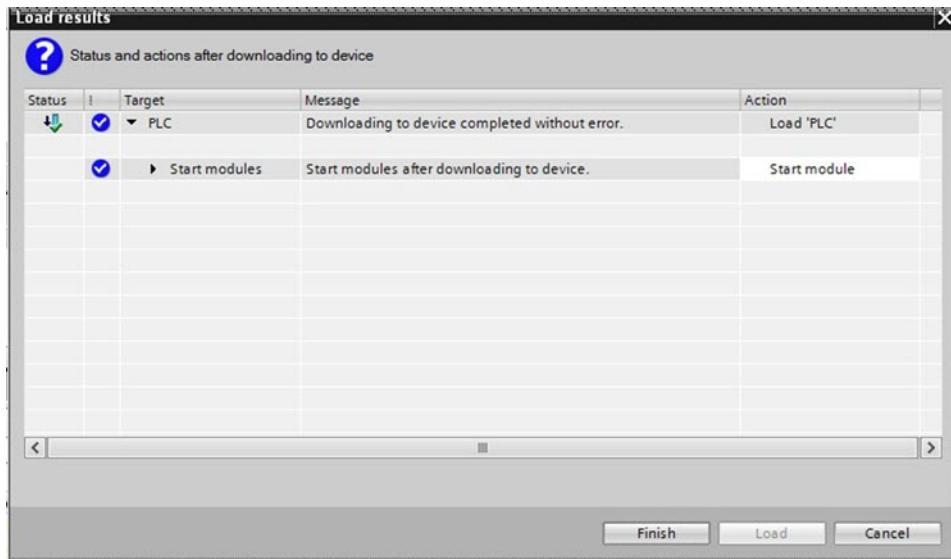 Load results
Status and actions after downloading to device
Status ! Target Message Action
PLC Downloading to device completed without error. Load 'PLC'
Start modules Start modules after downloading to device. Start module
Finish Load Cancel